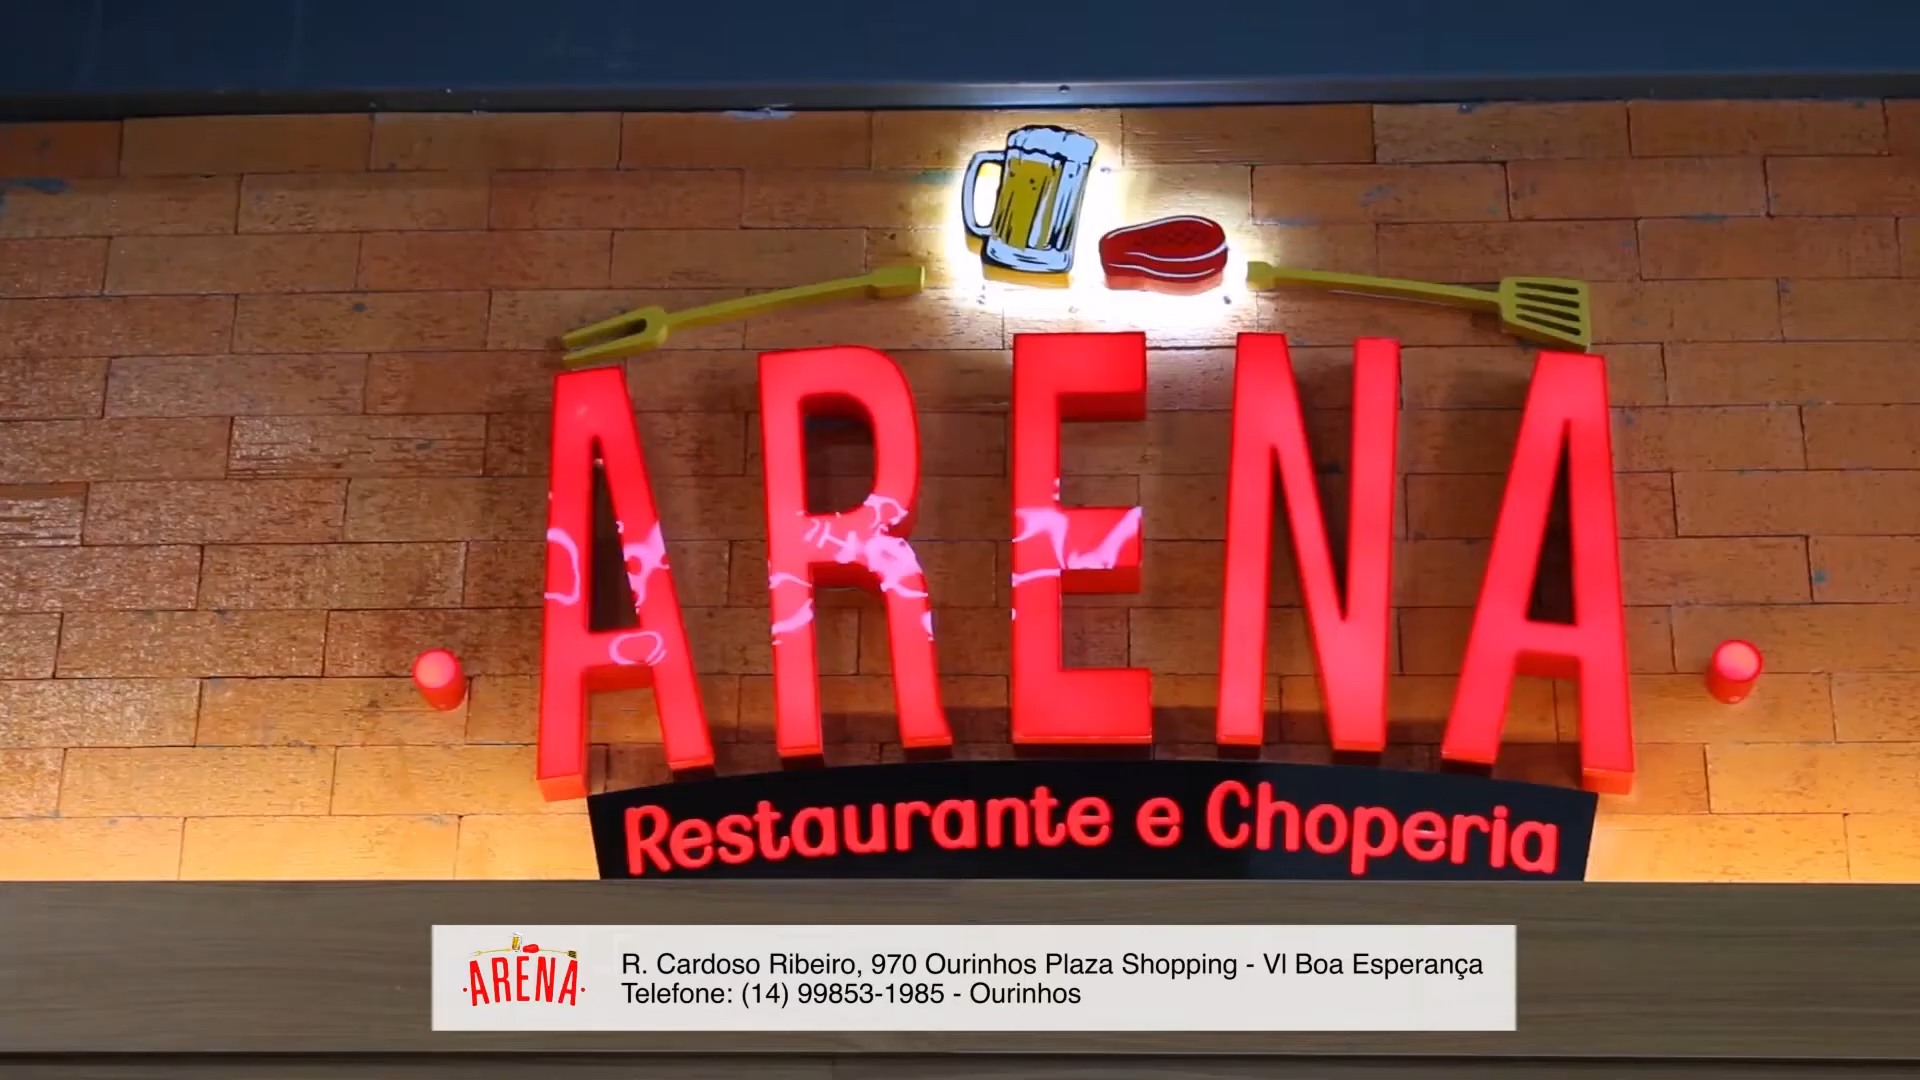 ARENA
Restaurante e Choperia
ARENA
R. Cardoso Ribeiro, 970 Ourinhos Plaza Shopping - Vl Boa Esperança
Telefone: (14) 99853-1985 - Ourinhos